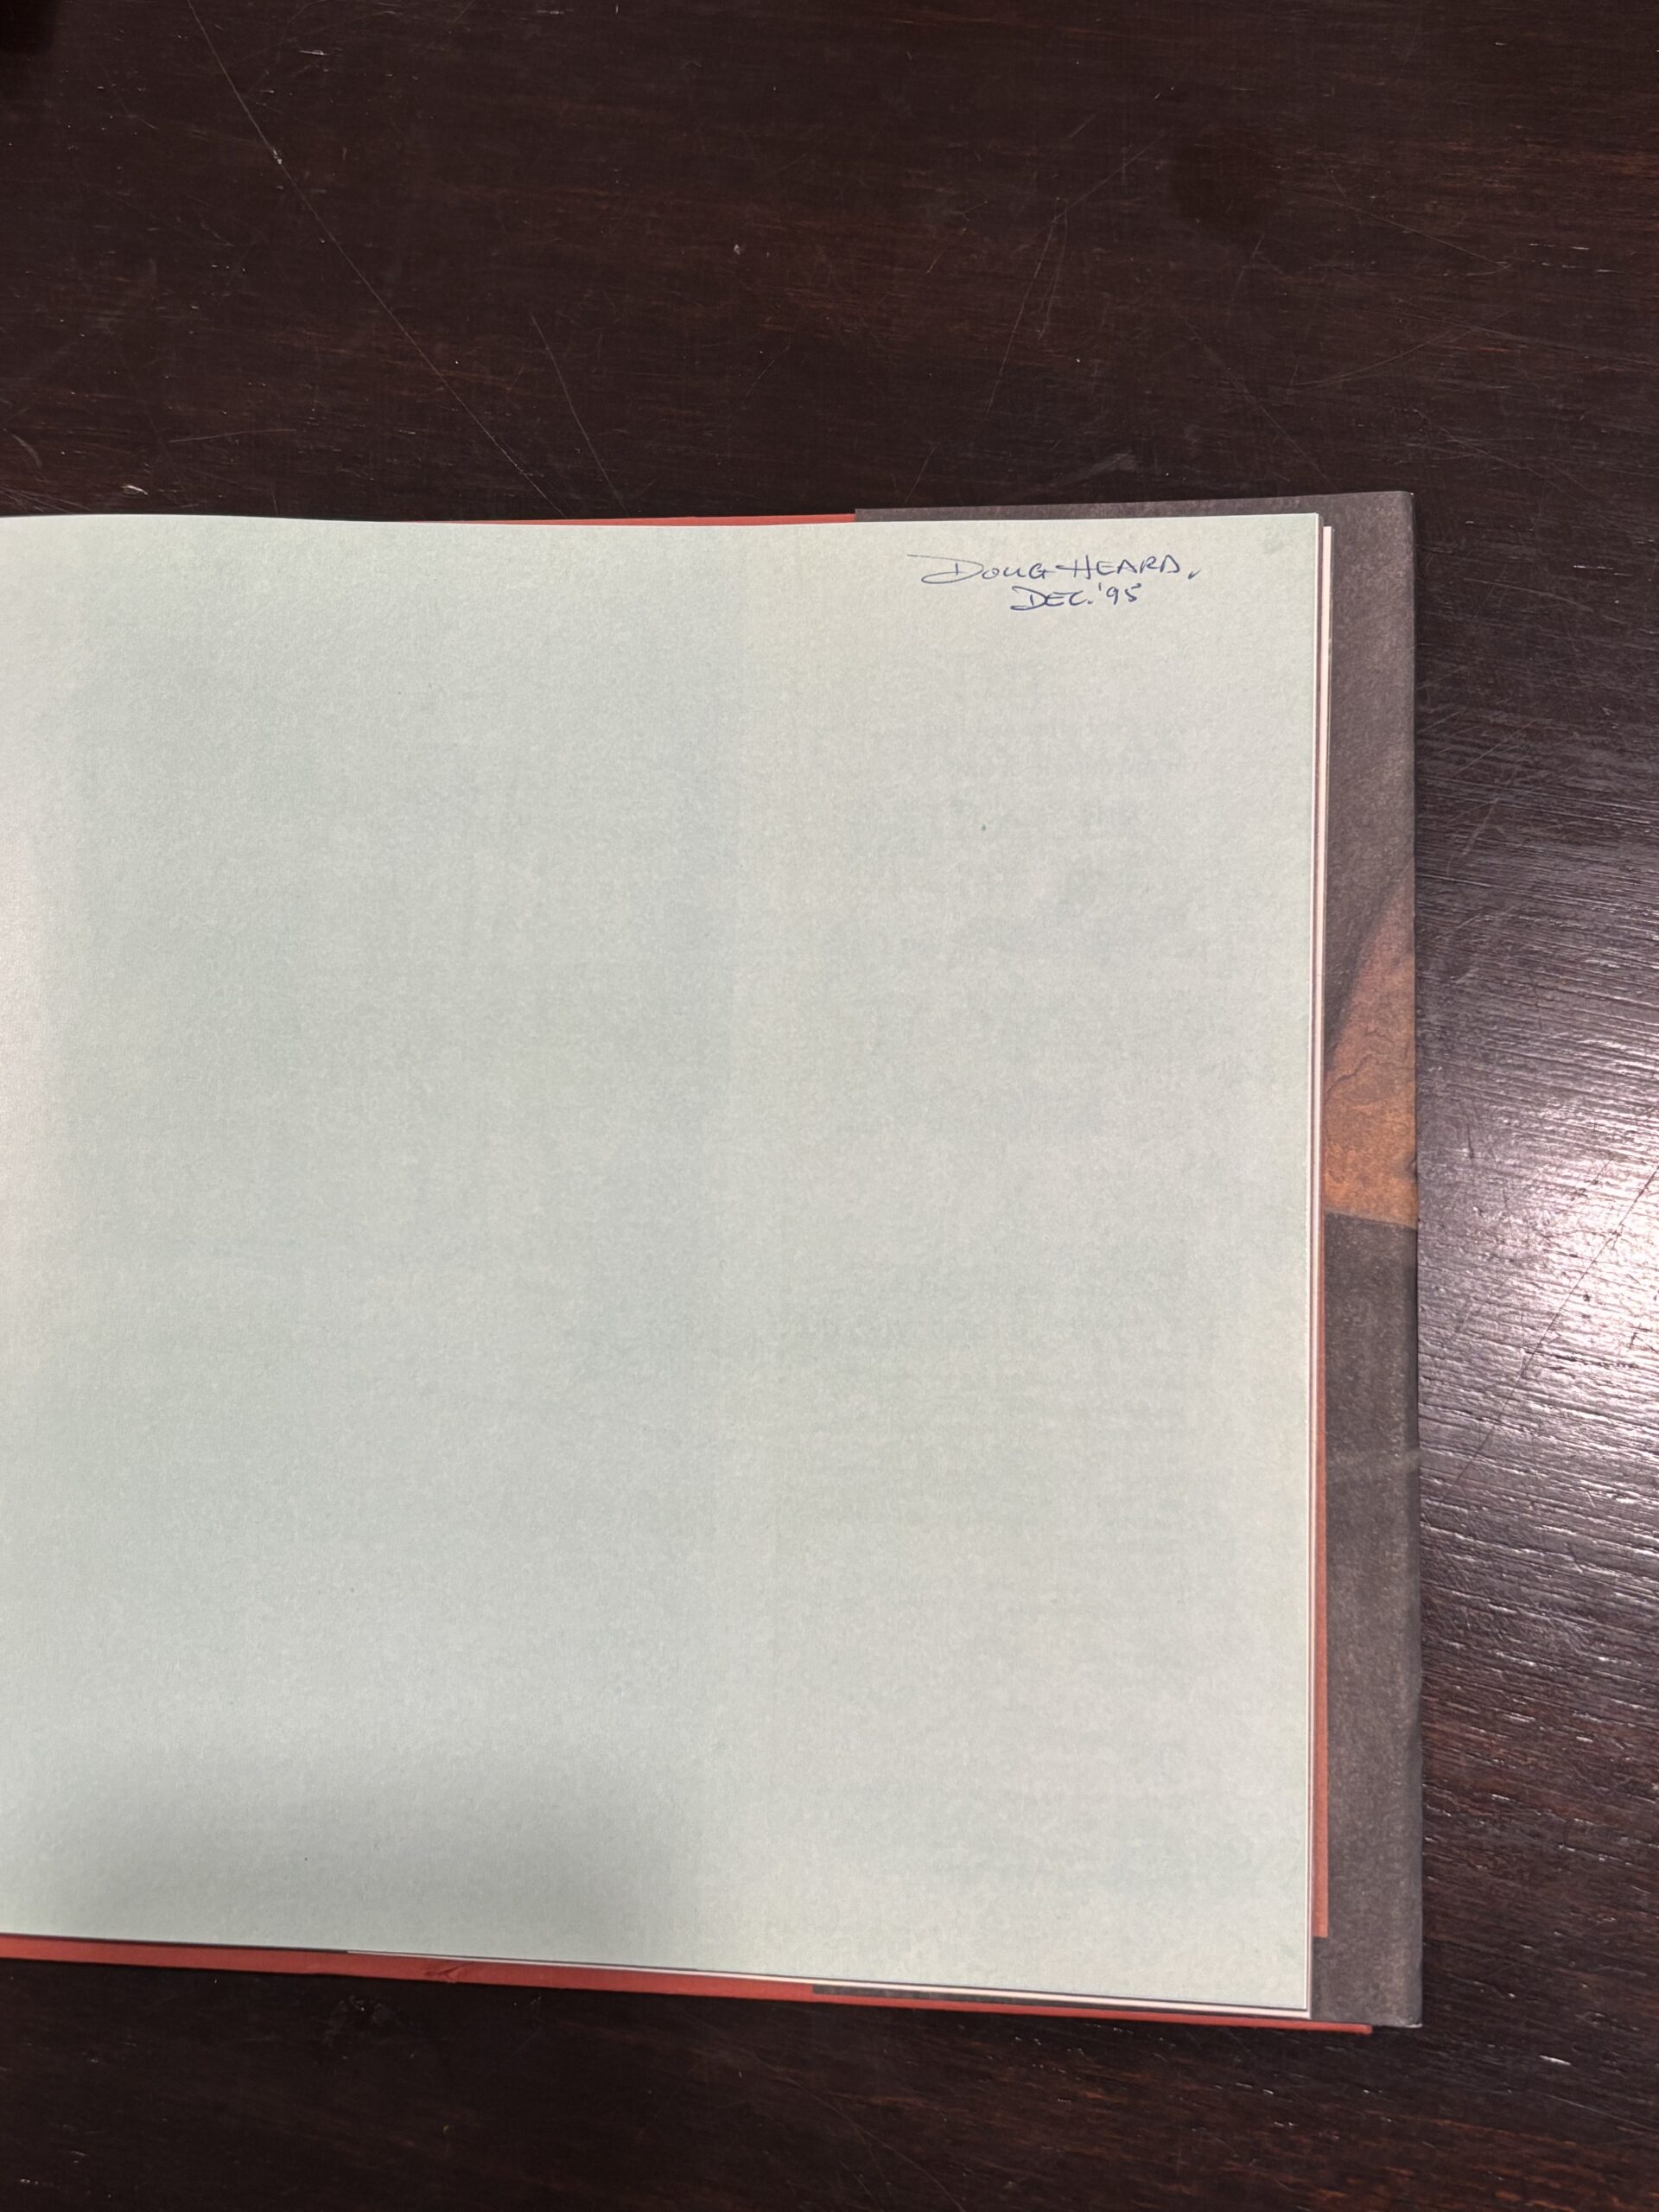 DOUG HEARD,
DEC. '95